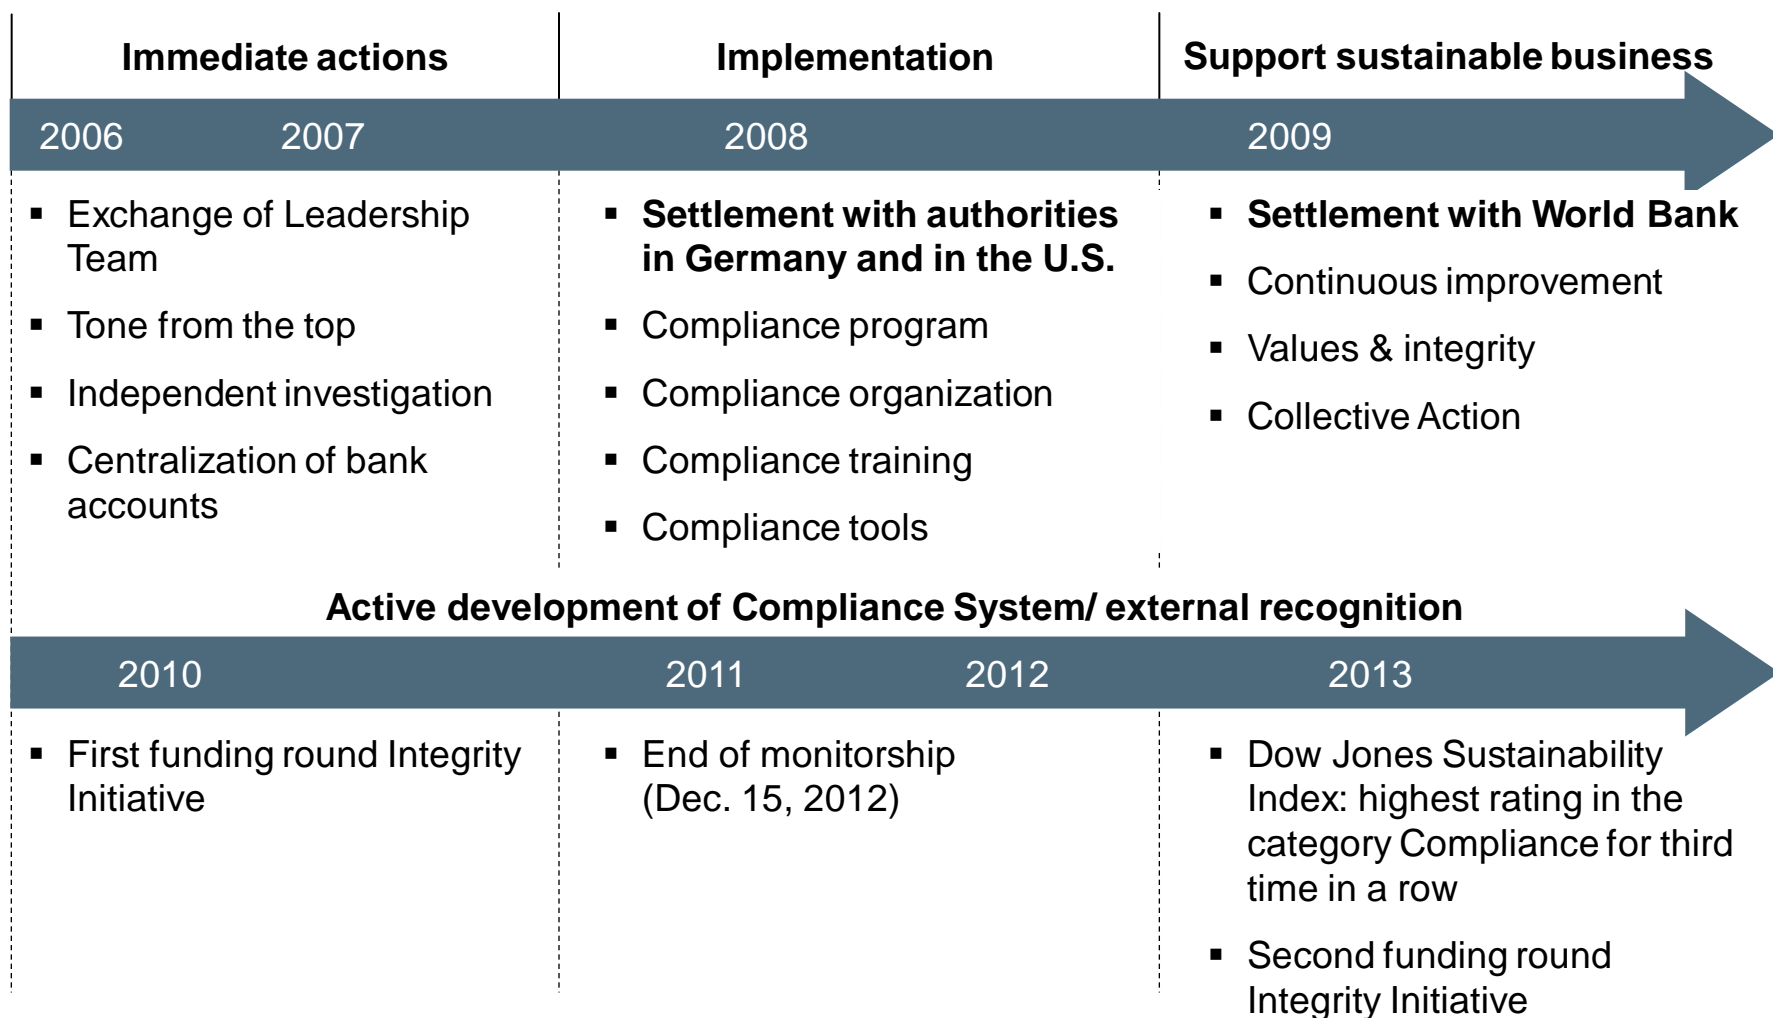 Immediate actions
Implementation
Support sustainable business
2006
2007
2008
2009
▪ Exchange of Leadership
Team
▪ Tone from the top
▪ Independent investigation
▪ Centralization of bank
accounts
▪ Settlement with authorities
in Germany and in the U.S.
▪ Compliance program
▪ Compliance organization
▪ Compliance training
▪ Compliance tools
▪ Settlement with World Bank
▪ Continuous improvement
▪ Values & integrity
▪ Collective Action
Active development of Compliance System/ external recognition
2010
2011
2012
2013
▪ First funding round Integrity
Initiative
▪ End of monitorship
(Dec. 15, 2012)
▪ Dow Jones Sustainability
Index: highest rating in the
category Compliance for third
time in a row
▪ Second funding round
Integrity Initiative